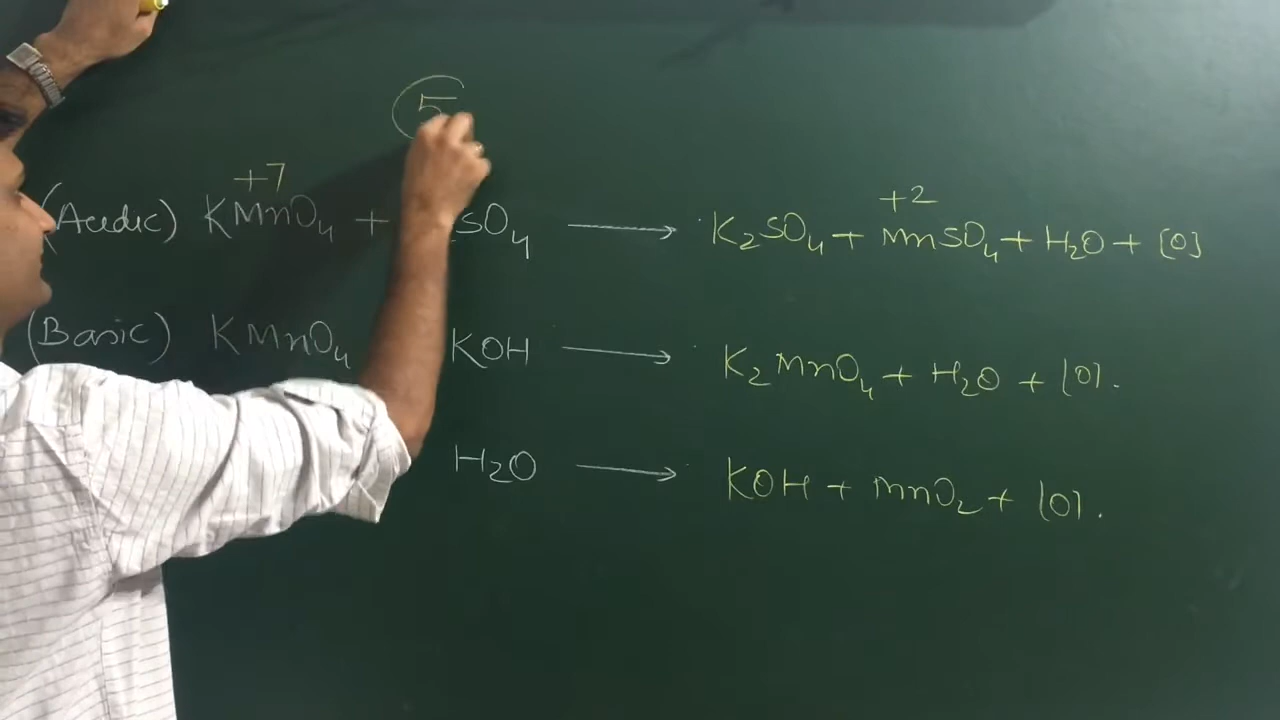 5
+7
+2
(Acidic) KMnO4 + SO4 → K2SO4 + MnSO4 + H2O + [O]
(Basic) KMnO4 KOH → K2MnO4 + H2O + [O].
H2O → KOH + MnO2 + [O].